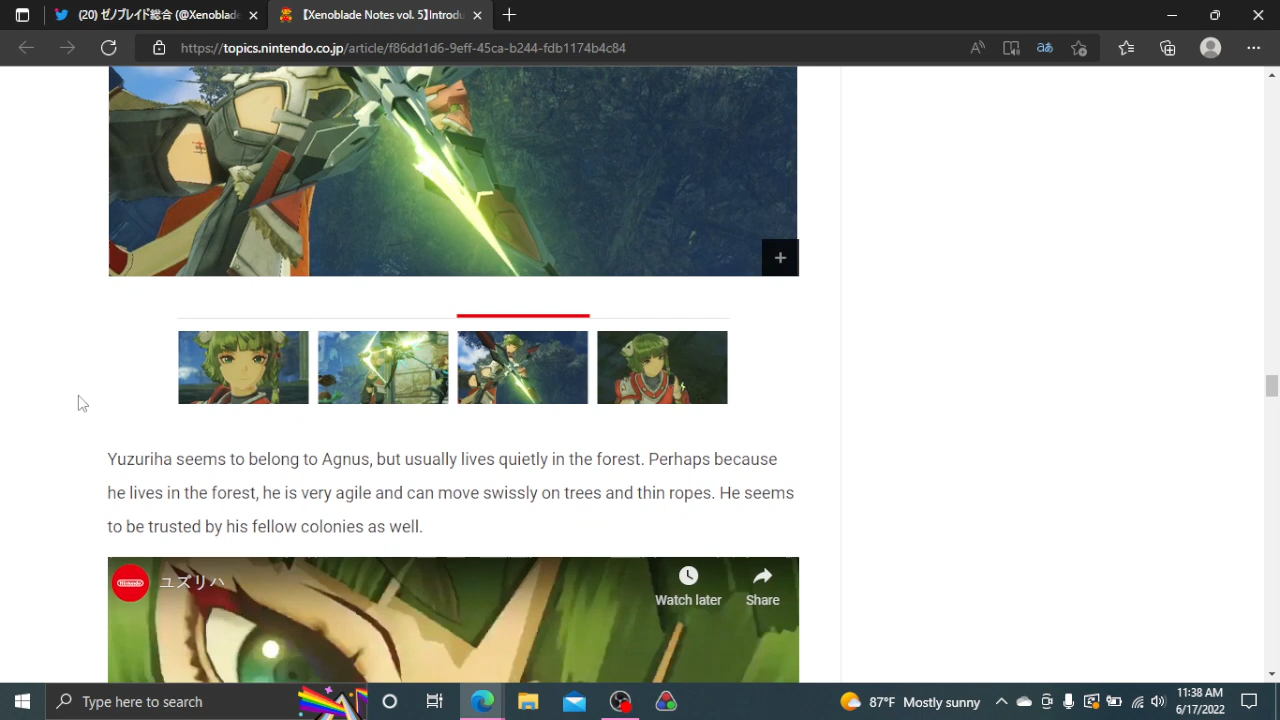 (20) ゼノブレイド総合 (@Xenoblade
【Xenoblade Notes vol. 5】Introdu
https://topics.nintendo.co.jp/article/f86dd1d6-9eff-45ca-b244-fdb1174b4c84
Yuzuriha seems to belong to Agnus, but usually lives quietly in the forest. Perhaps because
he lives in the forest, he is very agile and can move swissly on trees and thin ropes. He seems
to be trusted by his fellow colonies as well.
Nintendo
ユズリハ
Watch later
Share
Type here to search
87°F Mostly sunny
11:38 AM
6/17/2022